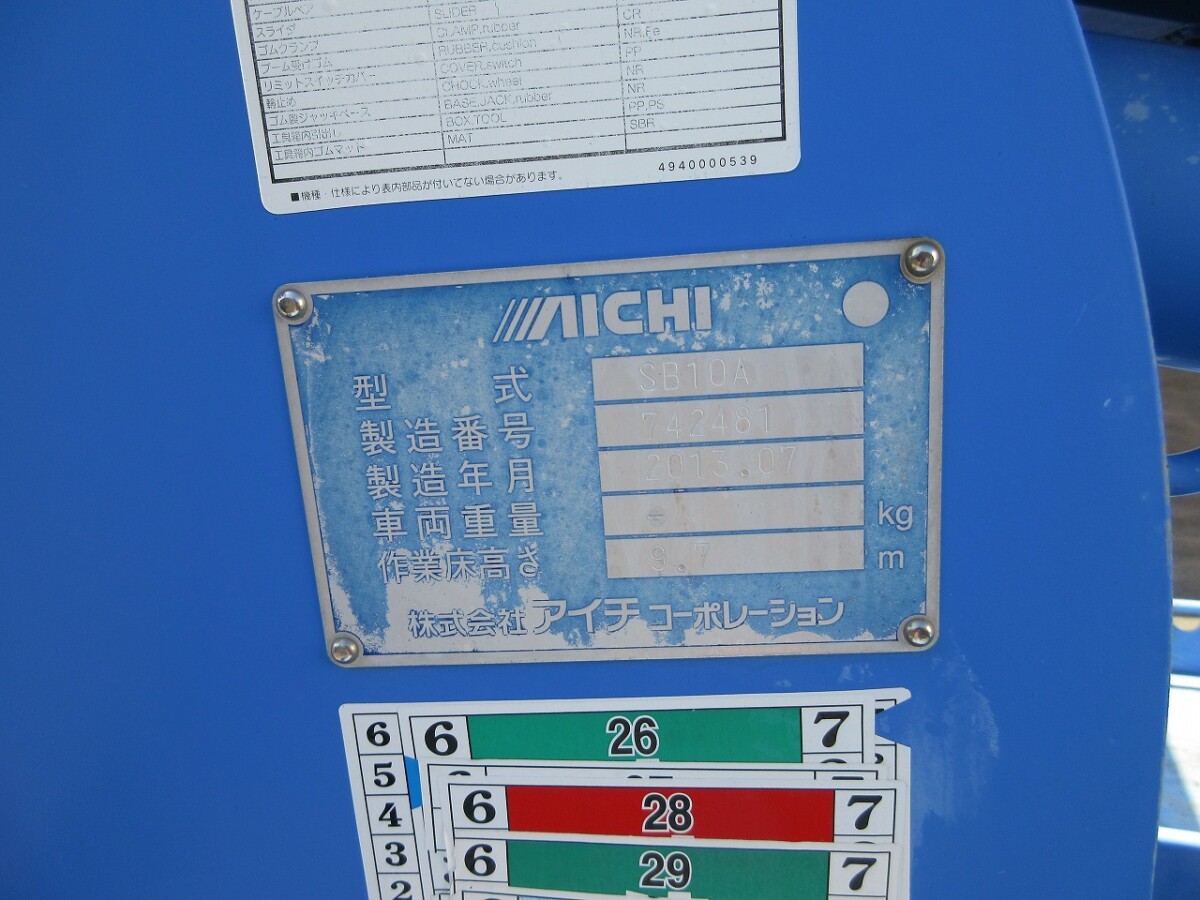 ケーブルベア SLIDER CR
スライダ CLAMP,rubber NR,Fe
ゴムクランプ RUBBER,cushion PP
ブーム受けゴム COVER,switch NR
リミットスイッチカバー CHOCK,wheel NR
輪止め BASE,JACK,rubber PP,PS
ゴム製ジャッキベース BOX,TOOL SBR
工具箱内引出し MAT
工具箱内ゴムマット
4940000539
■機種・仕様により表内部品が付いてない場合があります。
AICHI
型式 SB10A
製造番号 742481
製造年月 2013.07
車両重量 - kg
作業床高さ 9.7 m
株式会社アイチコーポレーション
6 6 26 7
5
4 6 28 7
3 6 29 7
2